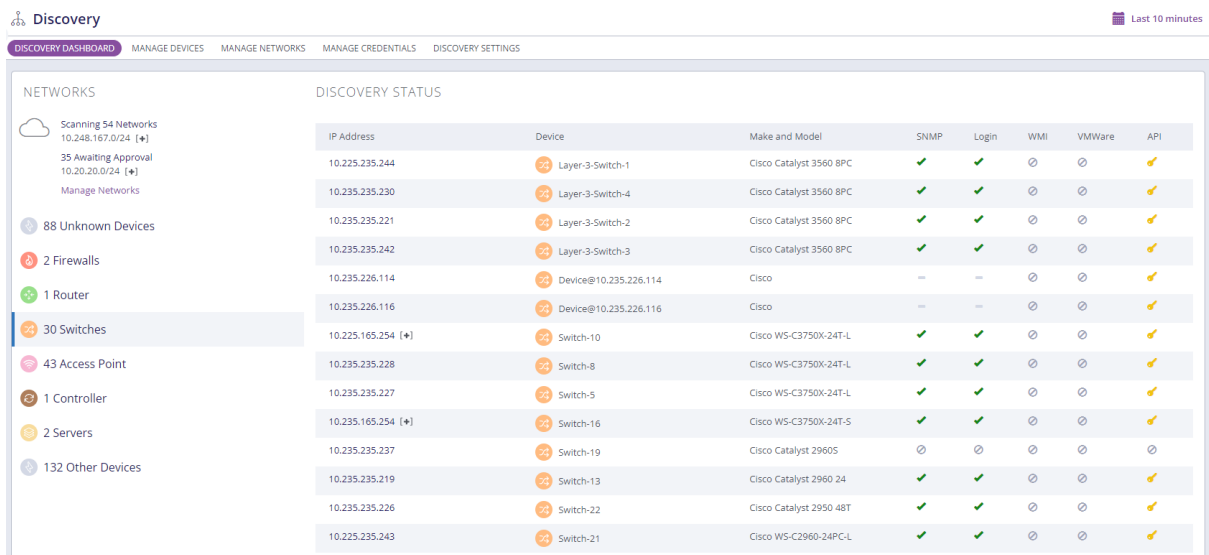 Discovery
Last 10 minutes
DISCOVERY DASHBOARD MANAGE DEVICES MANAGE NETWORKS MANAGE CREDENTIALS DISCOVERY SETTINGS
NETWORKS
Scanning 54 Networks
10.248.167.0/24 [+]
35 Awaiting Approval
10.20.20.0/24 [+]
Manage Networks
88 Unknown Devices
2 Firewalls
1 Router
30 Switches
43 Access Point
1 Controller
2 Servers
132 Other Devices
DISCOVERY STATUS
IP Address Device Make and Model SNMP Login WMI VMWare API
10.225.235.244 Layer-3-Switch-1 Cisco Catalyst 3560 8PC
10.235.235.230 Layer-3-Switch-4 Cisco Catalyst 3560 8PC
10.235.235.221 Layer-3-Switch-2 Cisco Catalyst 3560 8PC
10.235.235.242 Layer-3-Switch-3 Cisco Catalyst 3560 8PC
10.235.226.114 Device@10.235.226.114 Cisco
10.235.226.116 Device@10.235.226.116 Cisco
10.225.165.254 [+] Switch-10 Cisco WS-C3750X-24T-L
10.235.235.228 Switch-8 Cisco WS-C3750X-24T-L
10.235.235.227 Switch-5 Cisco WS-C3750X-24T-L
10.235.165.254 [+] Switch-16 Cisco WS-C3750X-24T-S
10.235.235.237 Switch-19 Cisco Catalyst 2960S
10.235.235.219 Switch-13 Cisco Catalyst 2960 24
10.235.235.226 Switch-22 Cisco Catalyst 2950 48T
10.225.235.243 Switch-21 Cisco WS-C2960-24PC-L